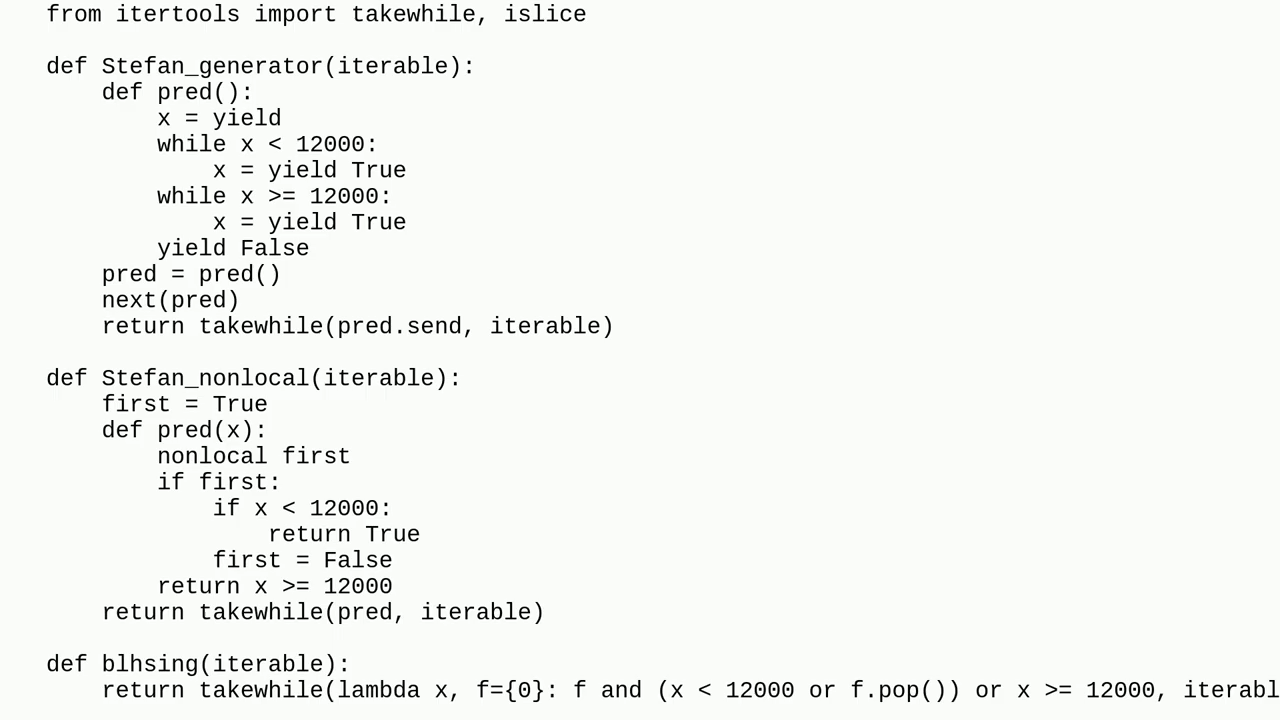 from itertools import takewhile, islice

def Stefan_generator(iterable):
    def pred():
        x = yield
        while x < 12000:
            x = yield True
        while x >= 12000:
            x = yield True
        yield False
    pred = pred()
    next(pred)
    return takewhile(pred.send, iterable)

def Stefan_nonlocal(iterable):
    first = True
    def pred(x):
        nonlocal first
        if first:
            if x < 12000:
                return True
            first = False
        return x >= 12000
    return takewhile(pred, iterable)

def blhsing(iterable):
    return takewhile(lambda x, f={0}: f and (x < 12000 or f.pop()) or x >= 12000, iterabl